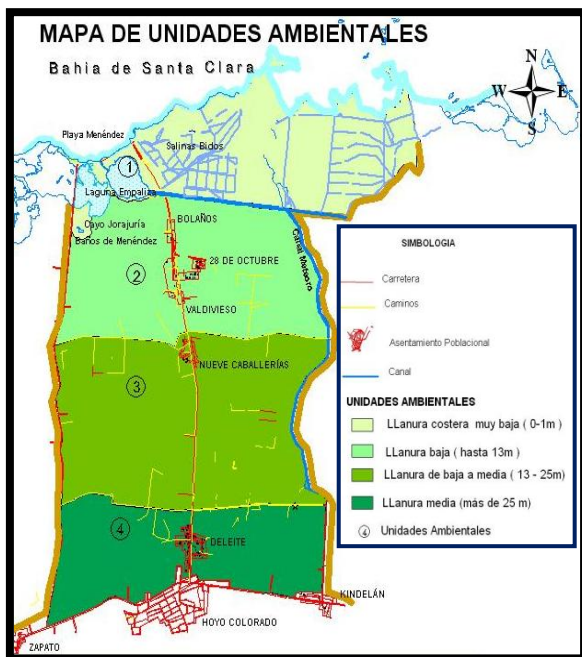 MAPA DE UNIDADES AMBIENTALES
Bahia de Santa Clara
N
W E
S
Playa Menéndez
Salinas Bidos
1
Laguna Empaliza
BOLAÑOS
Cayo Jorajuría
Baños de Menéndez
Canal Meteoro
28 DE OCTUBRE
2
VALDIVIESO
NUEVE CABALLERÍAS
3
4
DELEITE
KINDELÁN
HOYO COLORADO
ZAPATO
SIMBOLOGIA
Carretera
Caminos
Asentamiento Poblacional
Canal
UNIDADES AMBIENTALES
LLanura costera muy baja ( 0-1m )
LLanura baja ( hasta 13m )
LLanura de baja a media ( 13 - 25m)
LLanura media (más de 25 m)
4 Unidades Ambientales